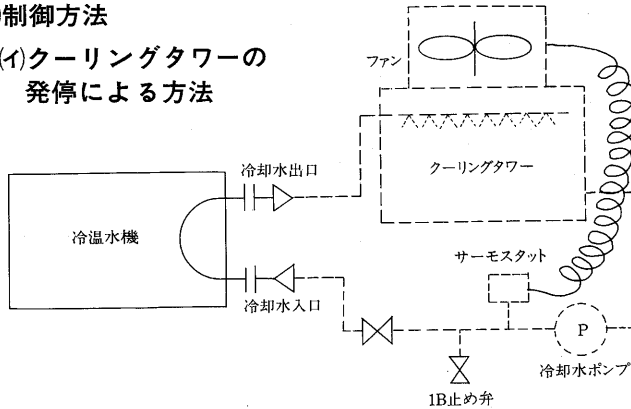 制御方法
(イ)クーリングタワーの
発停による方法
ファン
クーリングタワー
冷却水出口
冷温水機
サーモスタット
冷却水入口
P
冷却水ポンプ
1B止め弁